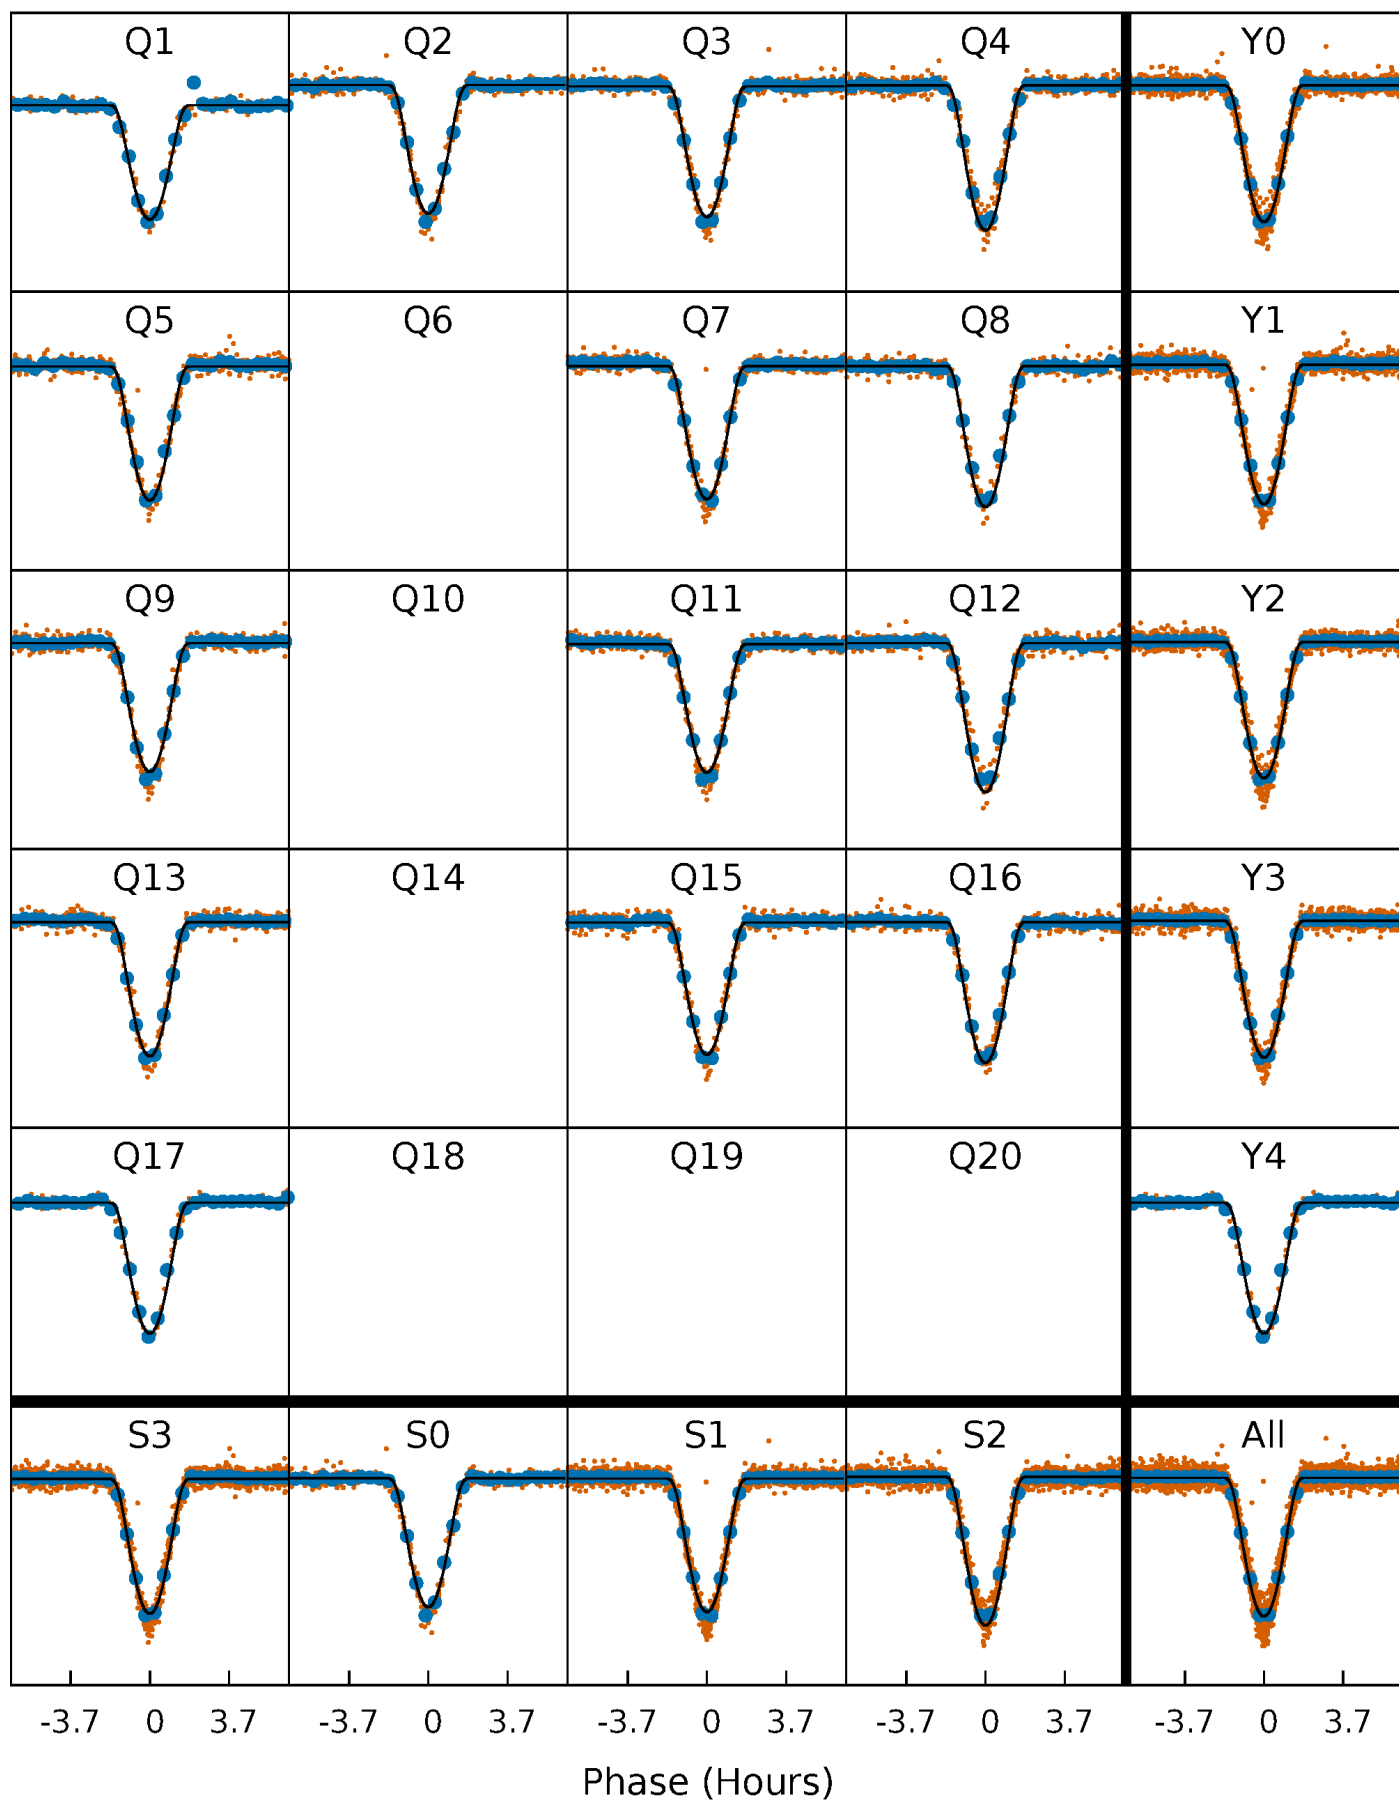 Q1 Q2 Q3 Q4 Y0
Q5 Q6 Q7 Q8 Y1
Q9 Q10 Q11 Q12 Y2
Q13 Q14 Q15 Q16 Y3
Q17 Q18 Q19 Q20 Y4
S3 S0 S1 S2 All
-3.7 0 3.7 -3.7 0 3.7 -3.7 0 3.7 -3.7 0 3.7 -3.7 0 3.7
Phase (Hours)